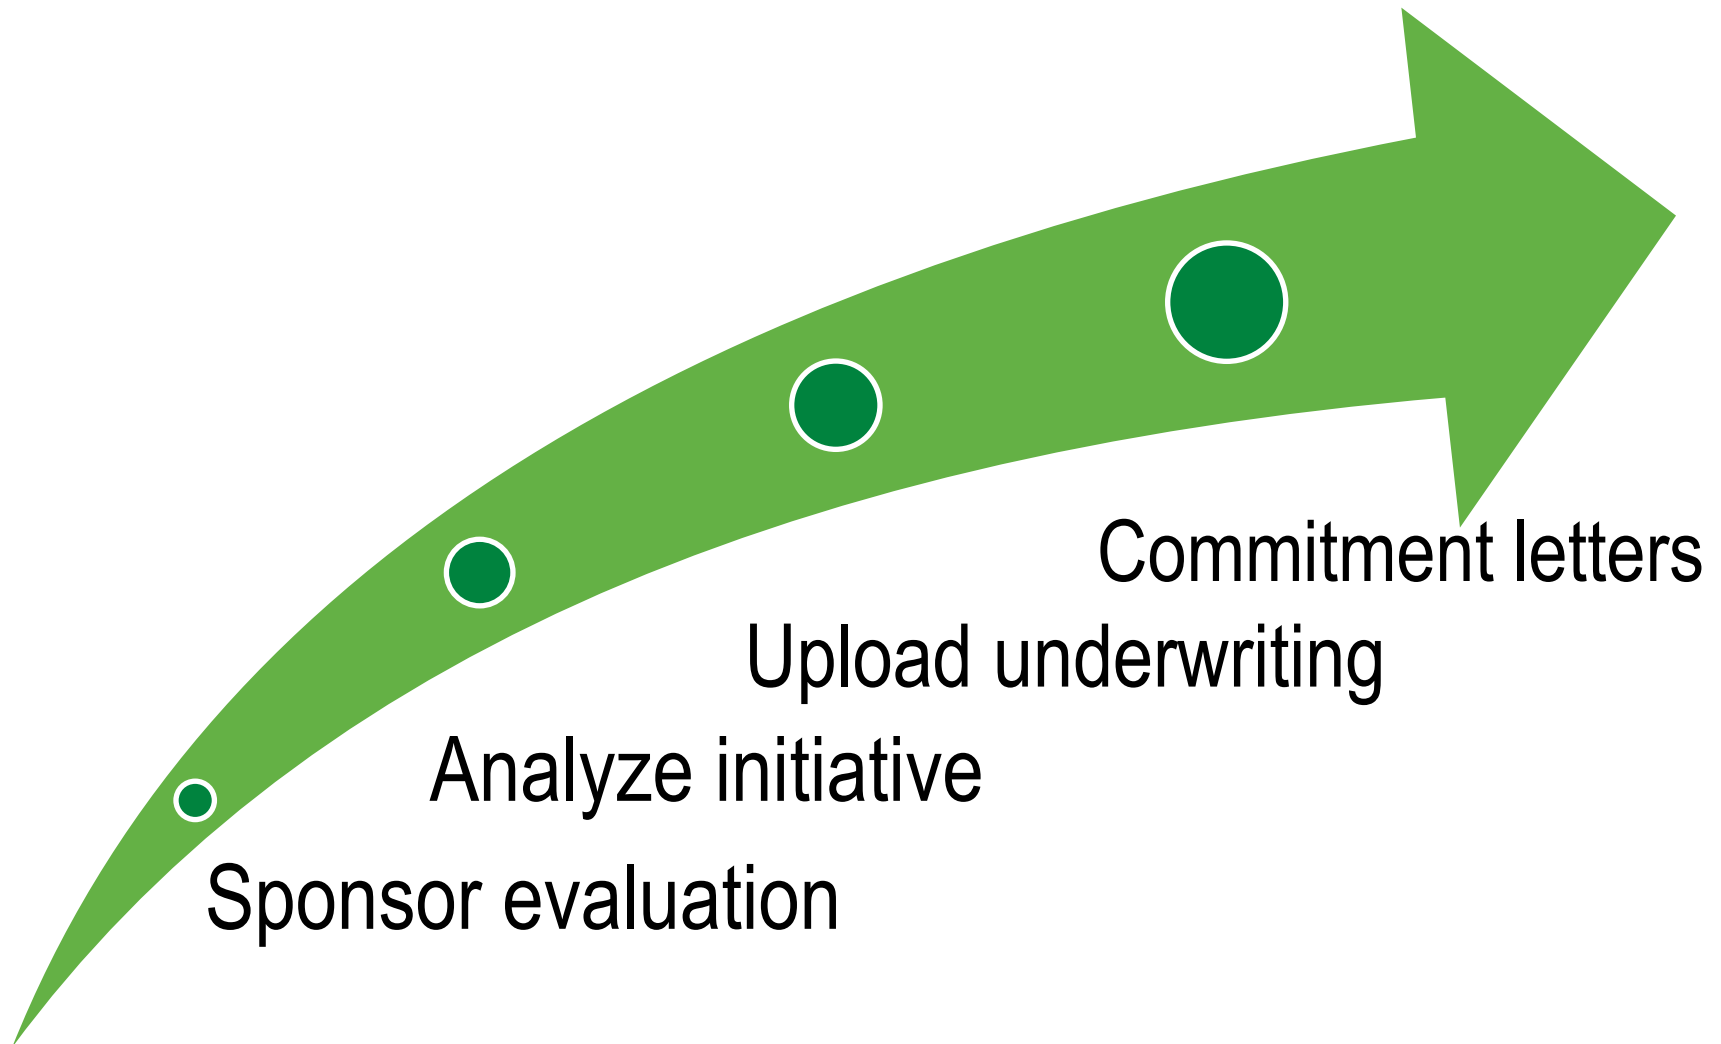 Commitment letters
Upload underwriting
Analyze initiative
Sponsor evaluation